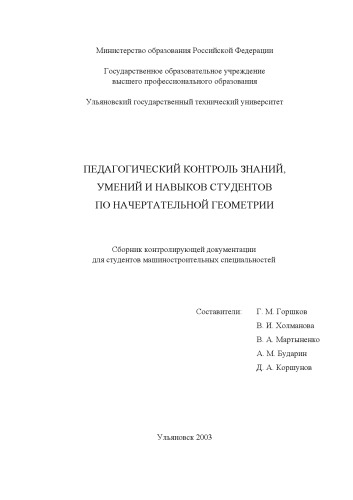 Министерство образования Российской Федерации
Государственное образовательное учреждение
высшего профессионального образования
Ульяновский государственный технический университет
ПЕДАГОГИЧЕСКИЙ КОНТРОЛЬ ЗНАНИЙ,
УМЕНИЙ И НАВЫКОВ СТУДЕНТОВ
ПО НАЧЕРТАТЕЛЬНОЙ ГЕОМЕТРИИ
Сборник контролирующей документации
для студентов машиностроительных специальностей
Составители: Г. М. Горшков
В. И. Холманова
В. А. Мартыненко
А. М. Бударин
Д. А. Коршунов
Ульяновск 2003